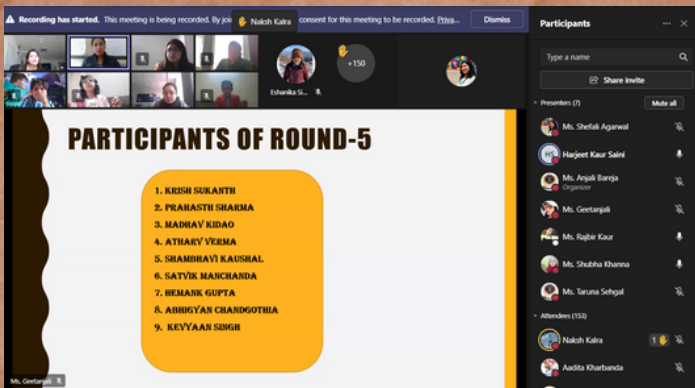 Recording has started. This meeting is being recorded. By joi
Naksh Kalra
consent for this meeting to be recorded. Priva...
Dismiss
Eshanika Si...
+150
PARTICIPANTS OF ROUND-5
1. KRISH SUKANTH
2. PRAHASTH SHARMA
3. MADHAV KIDAO
4. ATHARV VERMA
5. SHAMBHAVI KAUSHAL
6. SATVIK MANCHANDA
7. HEMANK GUPTA
8. ABHIGYAN CHANDGOTHIA
9. KEVYAAN SINGH
Ms. Geetanjali
Participants
Type a name
Share invite
Presenters (7)
Mute all
Ms. Shefali Agarwal
HS
Harjeet Kaur Saini
Ms. Anjali Bareja
Organizer
Ms. Geetanjali
Ms. Rajbir Kaur
Ms. Shubha Khanna
Ms. Taruna Sehgal
Attendees (153)
Naksh Kalra
1
Aadita Kharbanda